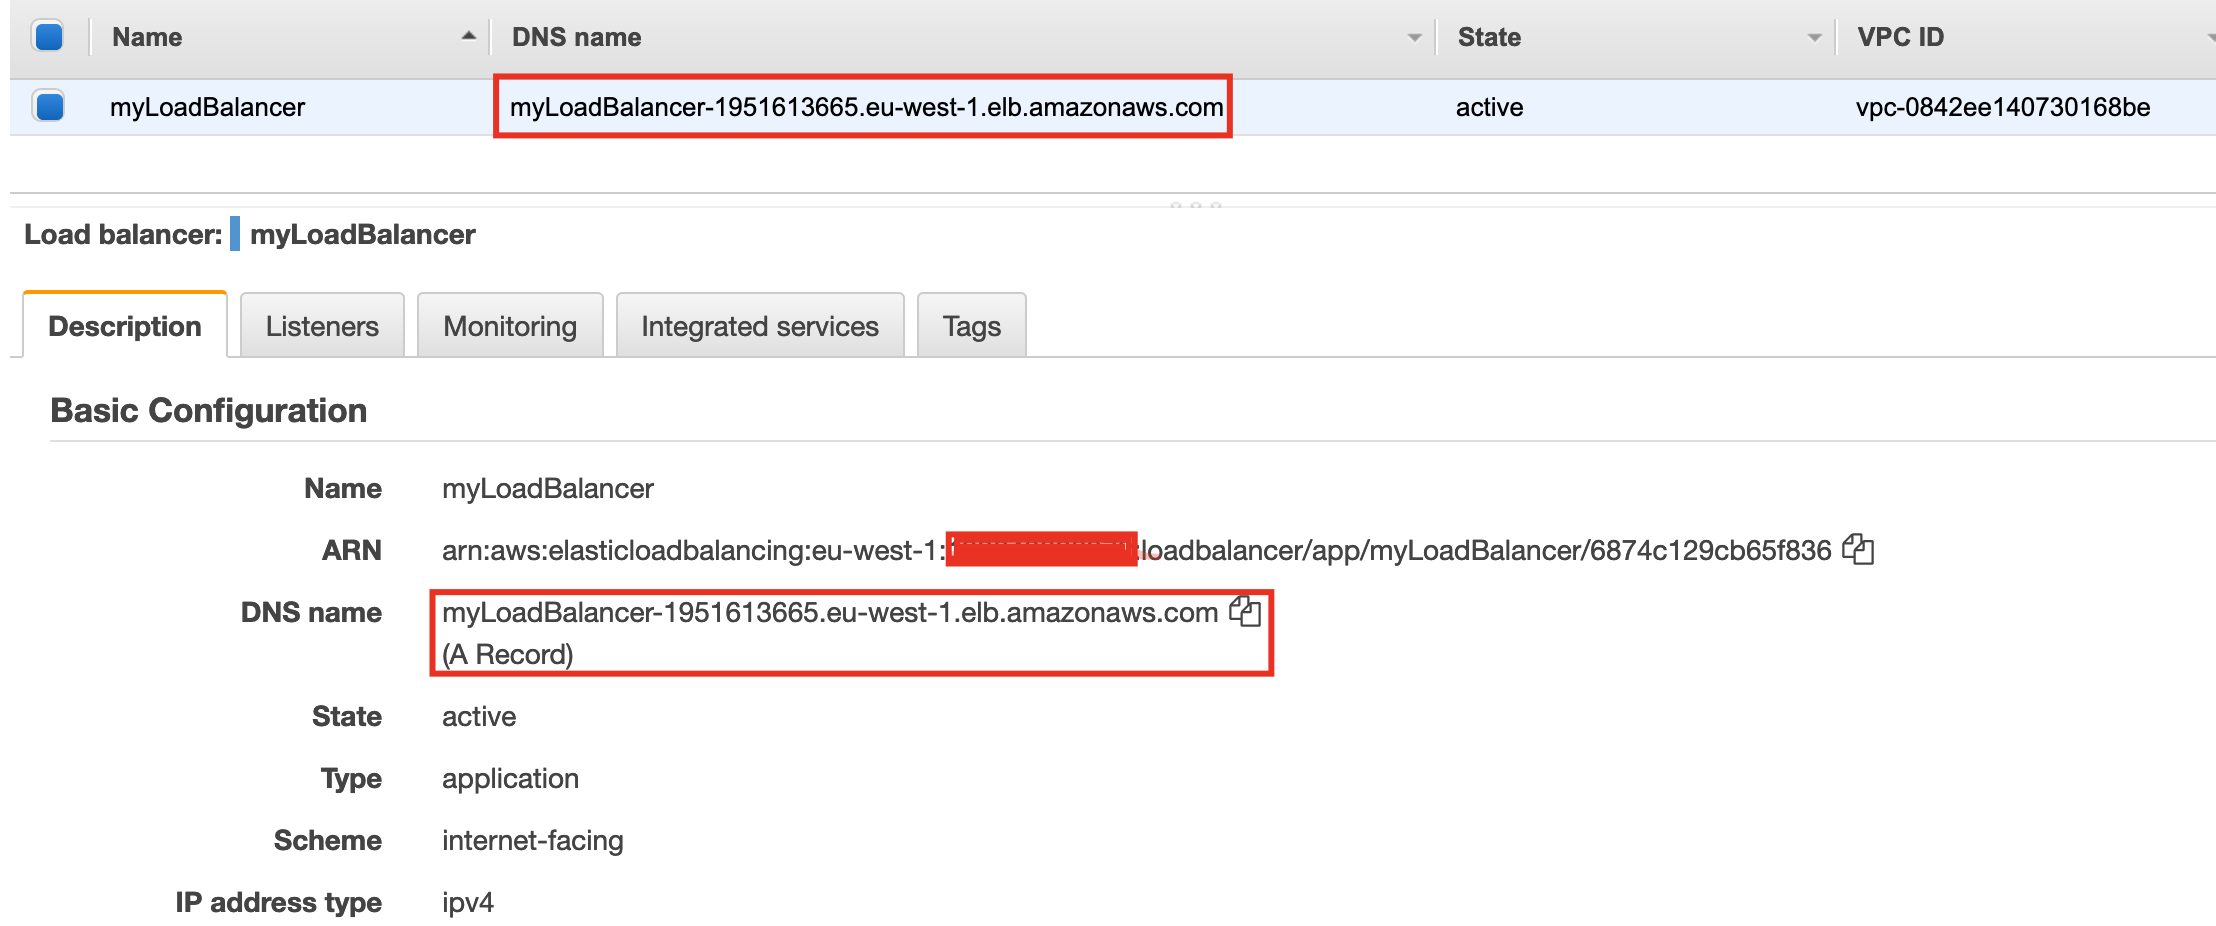 Name DNS name State VPC ID
myLoadBalancer myLoadBalancer-1951613665.eu-west-1.elb.amazonaws.com active vpc-0842ee140730168be
Load balancer: myLoadBalancer
Description Listeners Monitoring Integrated services Tags
Basic Configuration
Name myLoadBalancer
ARN arn:aws:elasticloadbalancing:eu-west-1: :loadbalancer/app/myLoadBalancer/6874c129cb65f836
DNS name myLoadBalancer-1951613665.eu-west-1.elb.amazonaws.com
(A Record)
State active
Type application
Scheme internet-facing
IP address type ipv4